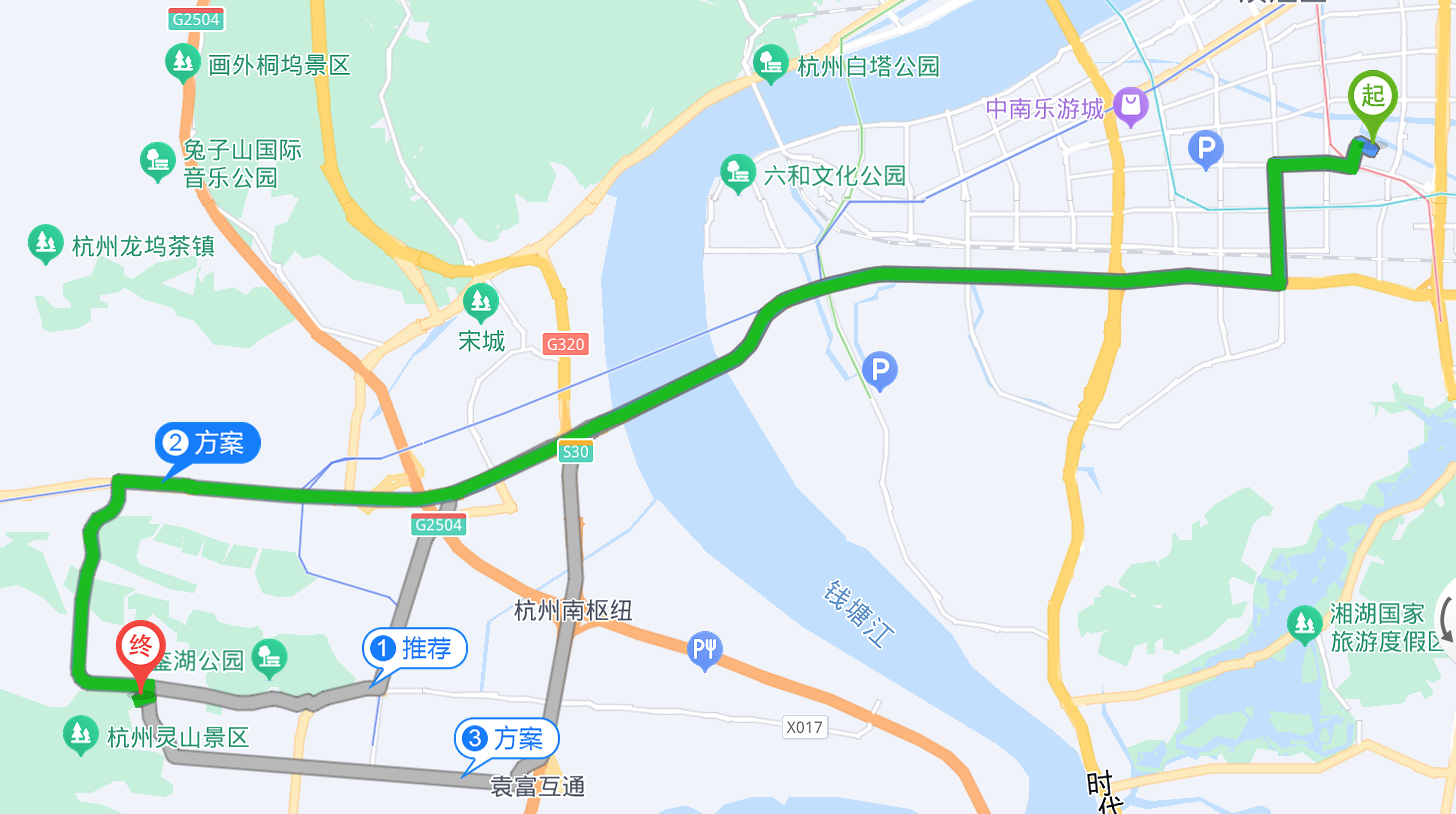 G2504
画外桐坞景区
杭州白塔公园
中南乐游城
起
P
兔子山国际
音乐公园
六和文化公园
杭州龙坞茶镇
宋城
G320
P
2 方案
S30
G2504
杭州南枢纽
钱塘江
湘湖国家
旅游度假区
1 推荐
终
湖公园
杭州灵山景区
X017
3 方案
袁富互通
时代